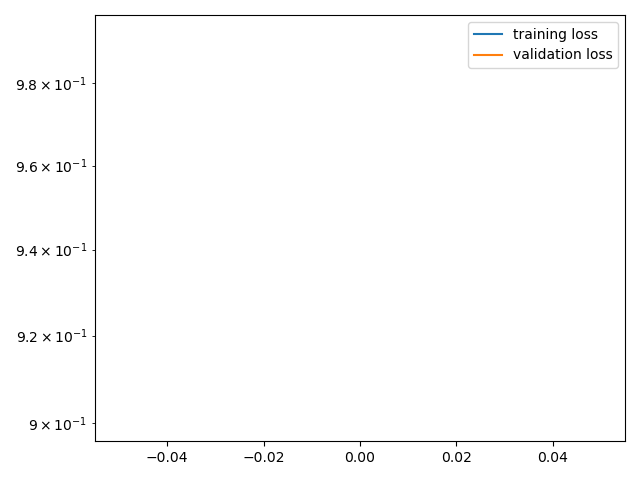 training loss
validation loss
9.8 × 10⁻¹
9.6 × 10⁻¹
9.4 × 10⁻¹
9.2 × 10⁻¹
9 × 10⁻¹
−0.04 −0.02 0.00 0.02 0.04